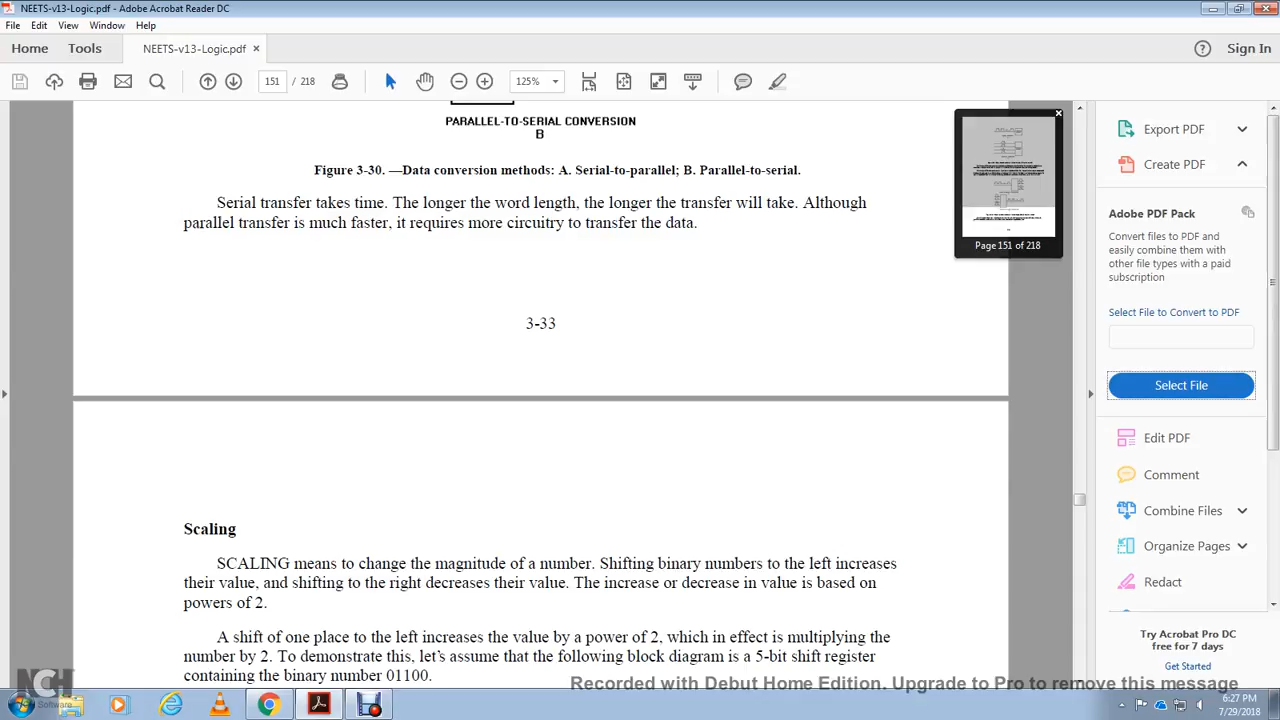 NEETS-v13-Logic.pdf - Adobe Acrobat Reader DC
File Edit View Window Help
Home Tools NEETS-v13-Logic.pdf × Sign In
151 / 218 125%
PARALLEL-TO-SERIAL CONVERSION
B
Figure 3-30. —Data conversion methods: A. Serial-to-parallel; B. Parallel-to-serial.
Serial transfer takes time. The longer the word length, the longer the transfer will take. Although
parallel transfer is much faster, it requires more circuitry to transfer the data.
3-33
Scaling
SCALING means to change the magnitude of a number. Shifting binary numbers to the left increases
their value, and shifting to the right decreases their value. The increase or decrease in value is based on
powers of 2.
A shift of one place to the left increases the value by a power of 2, which in effect is multiplying the
number by 2. To demonstrate this, let's assume that the following block diagram is a 5-bit shift register
containing the binary number 01100.
Page 151 of 218
Export PDF
Create PDF
Adobe PDF Pack
Convert files to PDF and
easily combine them with
other file types with a paid
subscription
Select File to Convert to PDF
Select File
Edit PDF
Comment
Combine Files
Organize Pages
Redact
Try Acrobat Pro DC
free for 7 days
Get Started
NCH
Software
Recorded with Debut Home Edition. Upgrade to Pro to remove this message
6:27 PM
7/29/2018